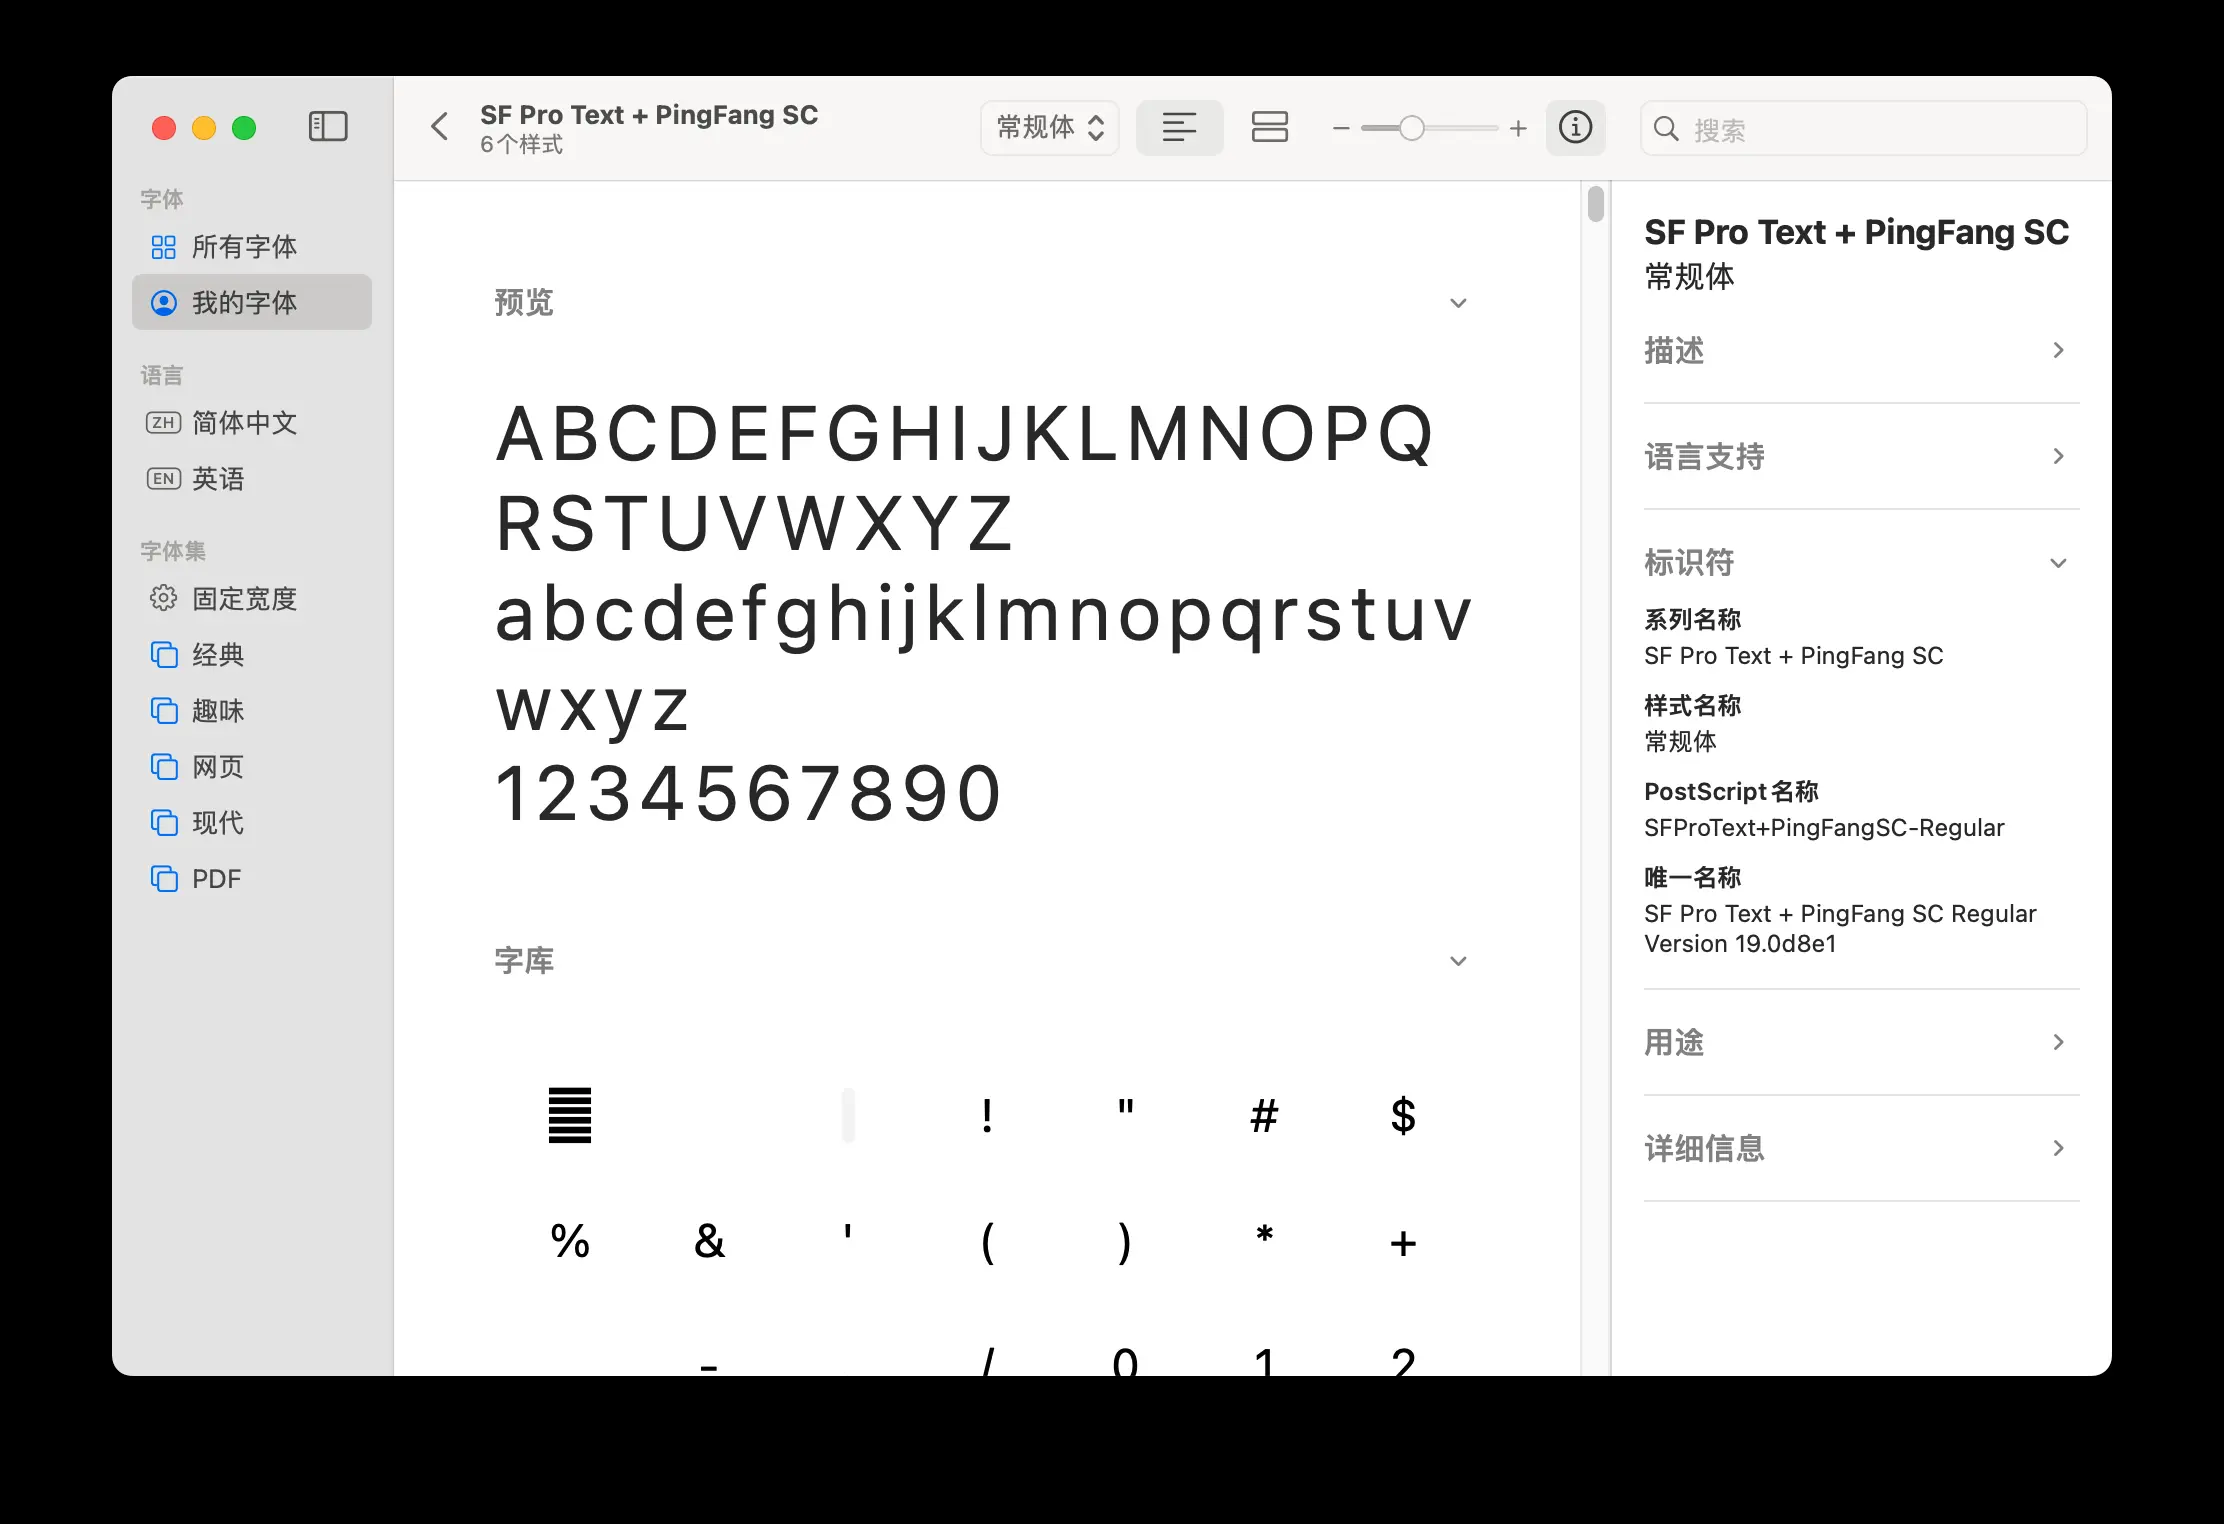 字体
所有字体
我的字体
语言
ZH 简体中文
EN 英语
字体集
固定宽度
经典
趣味
网页
现代
PDF
SF Pro Text + PingFang SC
6个样式
常规体
搜索
预览
ABCDEFGHIJKLMNOPQ
RSTUVWXYZ
abcdefghijklmnopqrstuv
wxyz
1234567890
字库
! " # $
% & ' ( ) * +
- / 0 1 2
SF Pro Text + PingFang SC
常规体
描述
语言支持
标识符
系列名称
SF Pro Text + PingFang SC
样式名称
常规体
PostScript 名称
SFProText+PingFangSC-Regular
唯一名称
SF Pro Text + PingFang SC Regular
Version 19.0d8e1
用途
详细信息